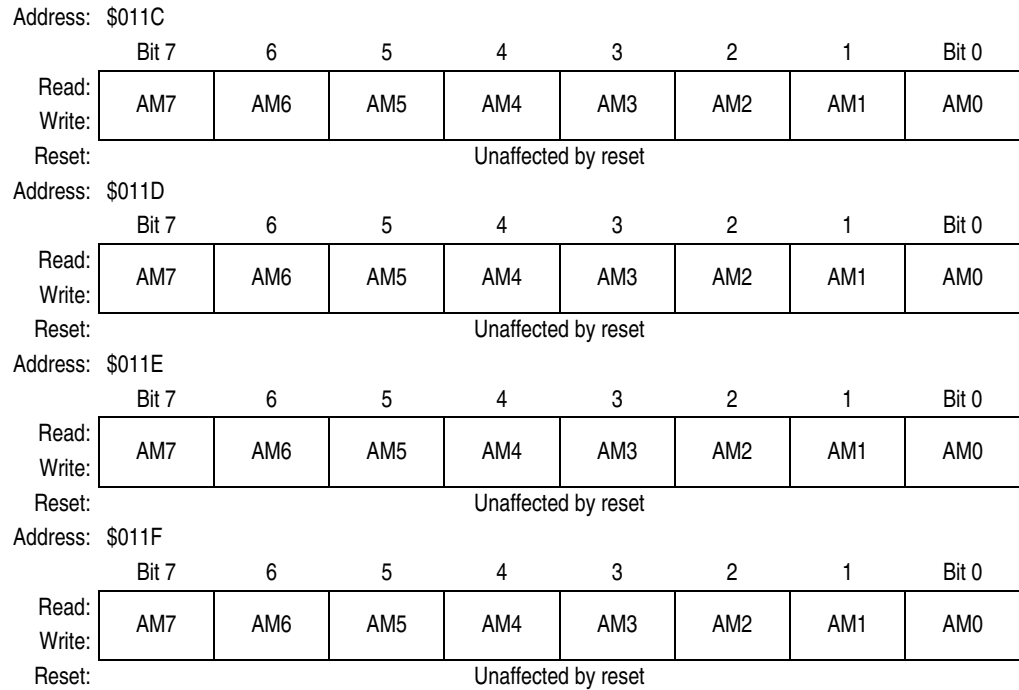 Address: $011C
Bit 7 6 5 4 3 2 1 Bit 0
Read:
AM7 AM6 AM5 AM4 AM3 AM2 AM1 AM0
Write:
Reset: Unaffected by reset
Address: $011D
Bit 7 6 5 4 3 2 1 Bit 0
Read:
AM7 AM6 AM5 AM4 AM3 AM2 AM1 AM0
Write:
Reset: Unaffected by reset
Address: $011E
Bit 7 6 5 4 3 2 1 Bit 0
Read:
AM7 AM6 AM5 AM4 AM3 AM2 AM1 AM0
Write:
Reset: Unaffected by reset
Address: $011F
Bit 7 6 5 4 3 2 1 Bit 0
Read:
AM7 AM6 AM5 AM4 AM3 AM2 AM1 AM0
Write:
Reset: Unaffected by reset